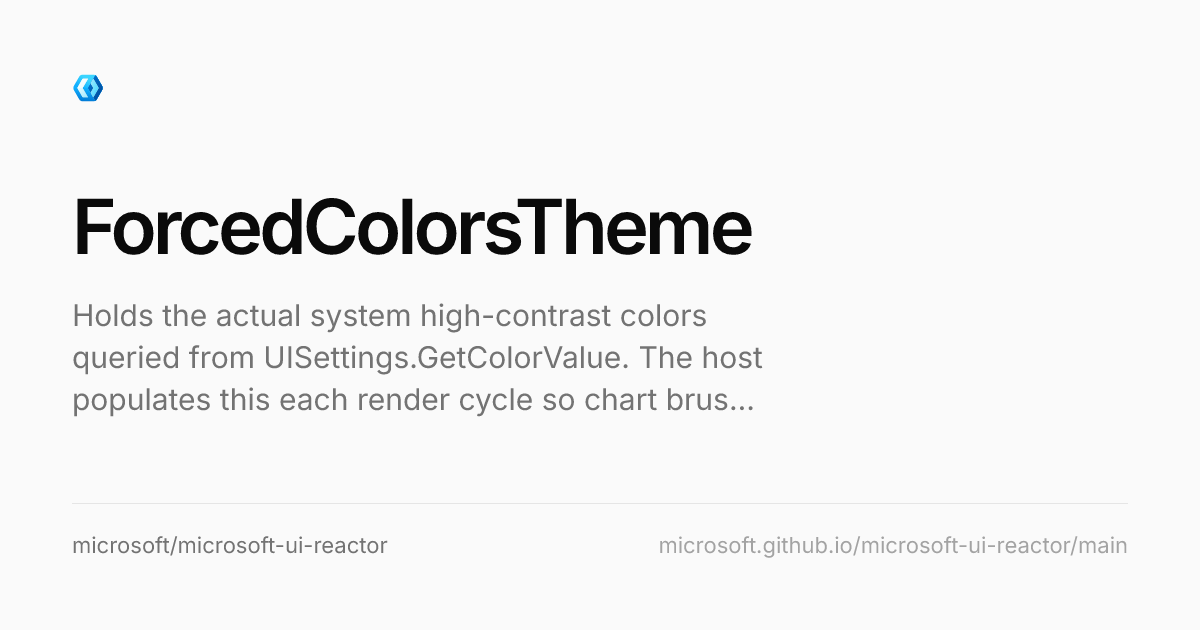 ForcedColorsTheme
Holds the actual system high-contrast colors
queried from UISettings.GetColorValue. The host
populates this each render cycle so chart brus...
microsoft/microsoft-ui-reactor
microsoft.github.io/microsoft-ui-reactor/main